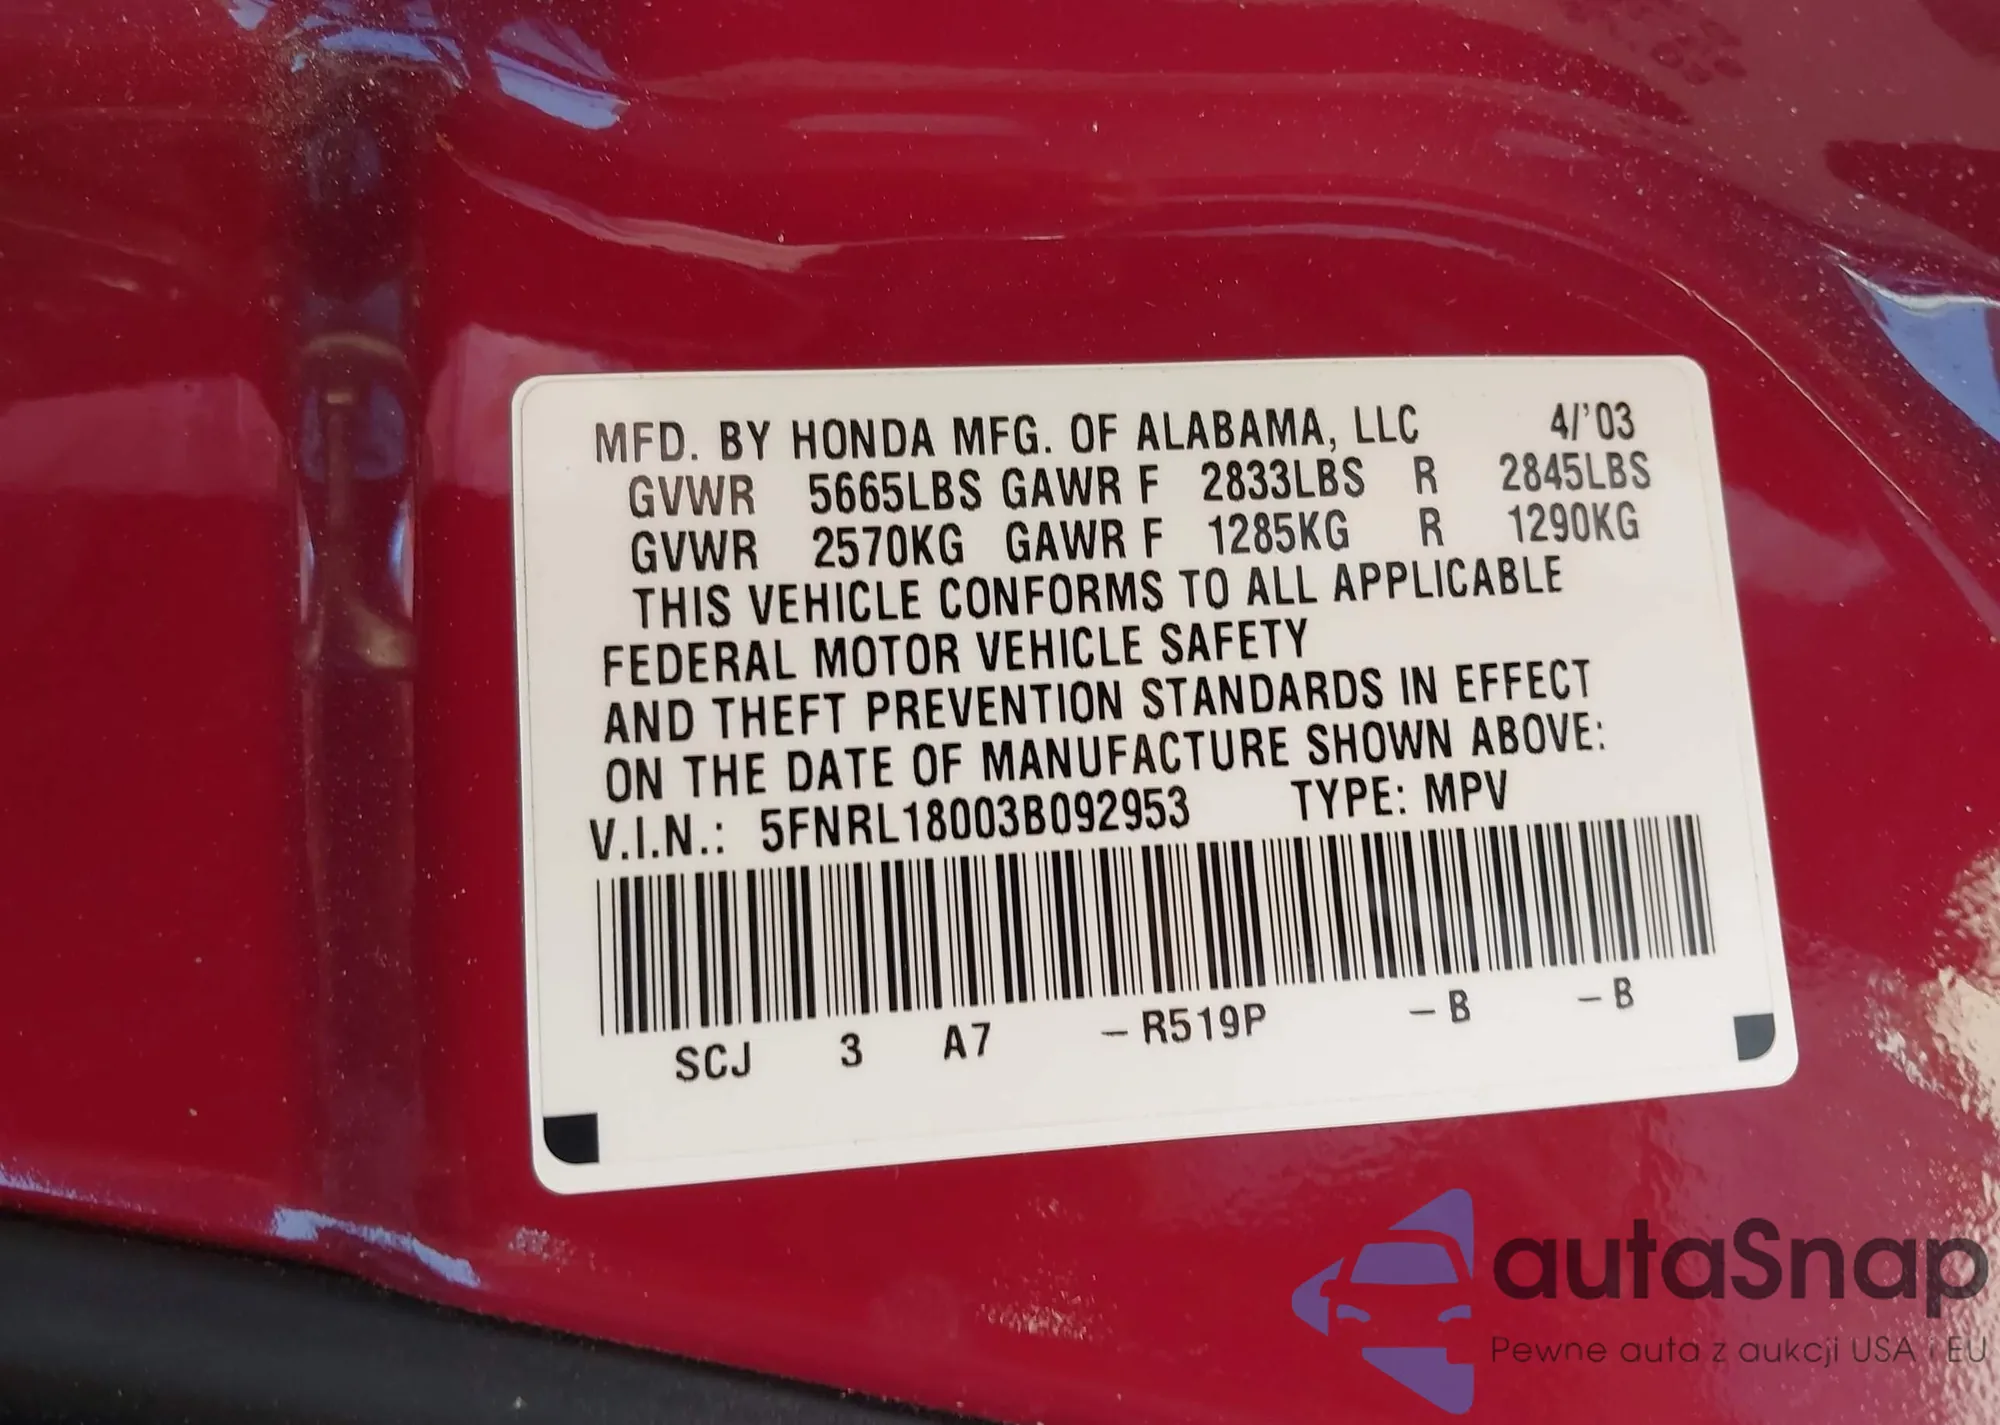 MFD. BY HONDA MFG. OF ALABAMA, LLC 4/'03
GVWR 5665LBS GAWR F 2833LBS R 2845LBS
GVWR 2570KG GAWR F 1285KG R 1290KG
THIS VEHICLE CONFORMS TO ALL APPLICABLE
FEDERAL MOTOR VEHICLE SAFETY
AND THEFT PREVENTION STANDARDS IN EFFECT
ON THE DATE OF MANUFACTURE SHOWN ABOVE:
V.I.N.: 5FNRL18003B092953 TYPE: MPV
SCJ 3 A7 – R519P – B – B
autaSnap
Pewne auta z aukcji USA i EU